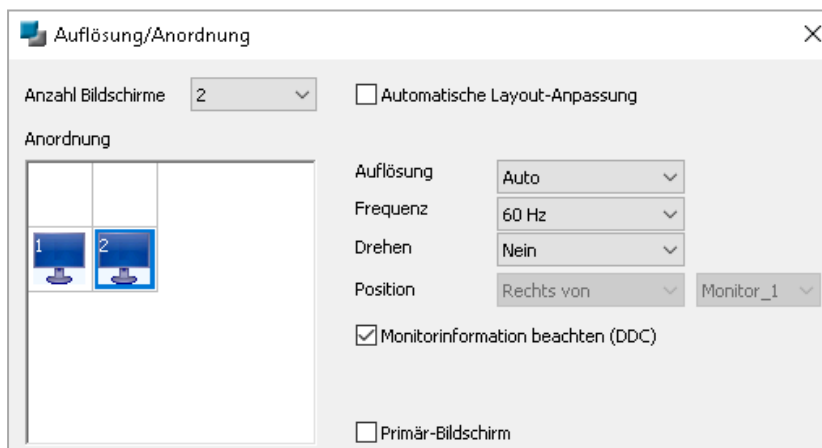 Auflösung/Anordnung
Anzahl Bildschirme 2
Automatische Layout-Anpassung
Anordnung
1 2
Auflösung Auto
Frequenz 60 Hz
Drehen Nein
Position Rechts von Monitor_1
Monitorinformation beachten (DDC)
Primär-Bildschirm